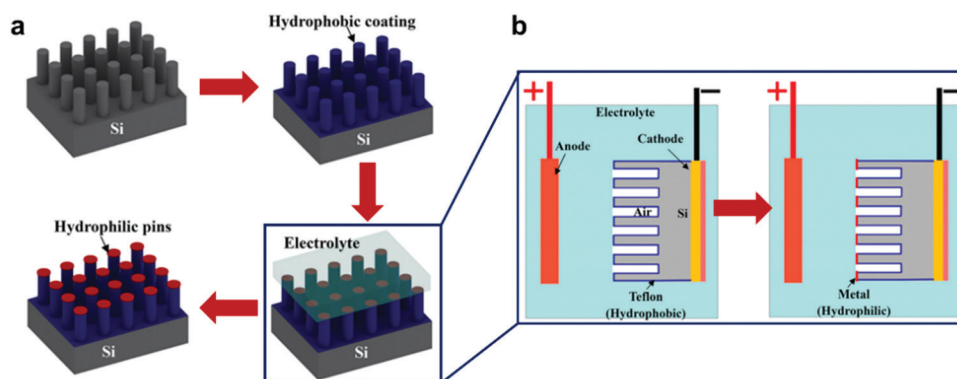 a
Hydrophobic coating
Si
Si
Hydrophilic pins
Si
Electrolyte
Si
b
+
−
Electrolyte
Cathode
Anode
Air
Si
Teflon
(Hydrophobic)
+
−
Metal
(Hydrophilic)